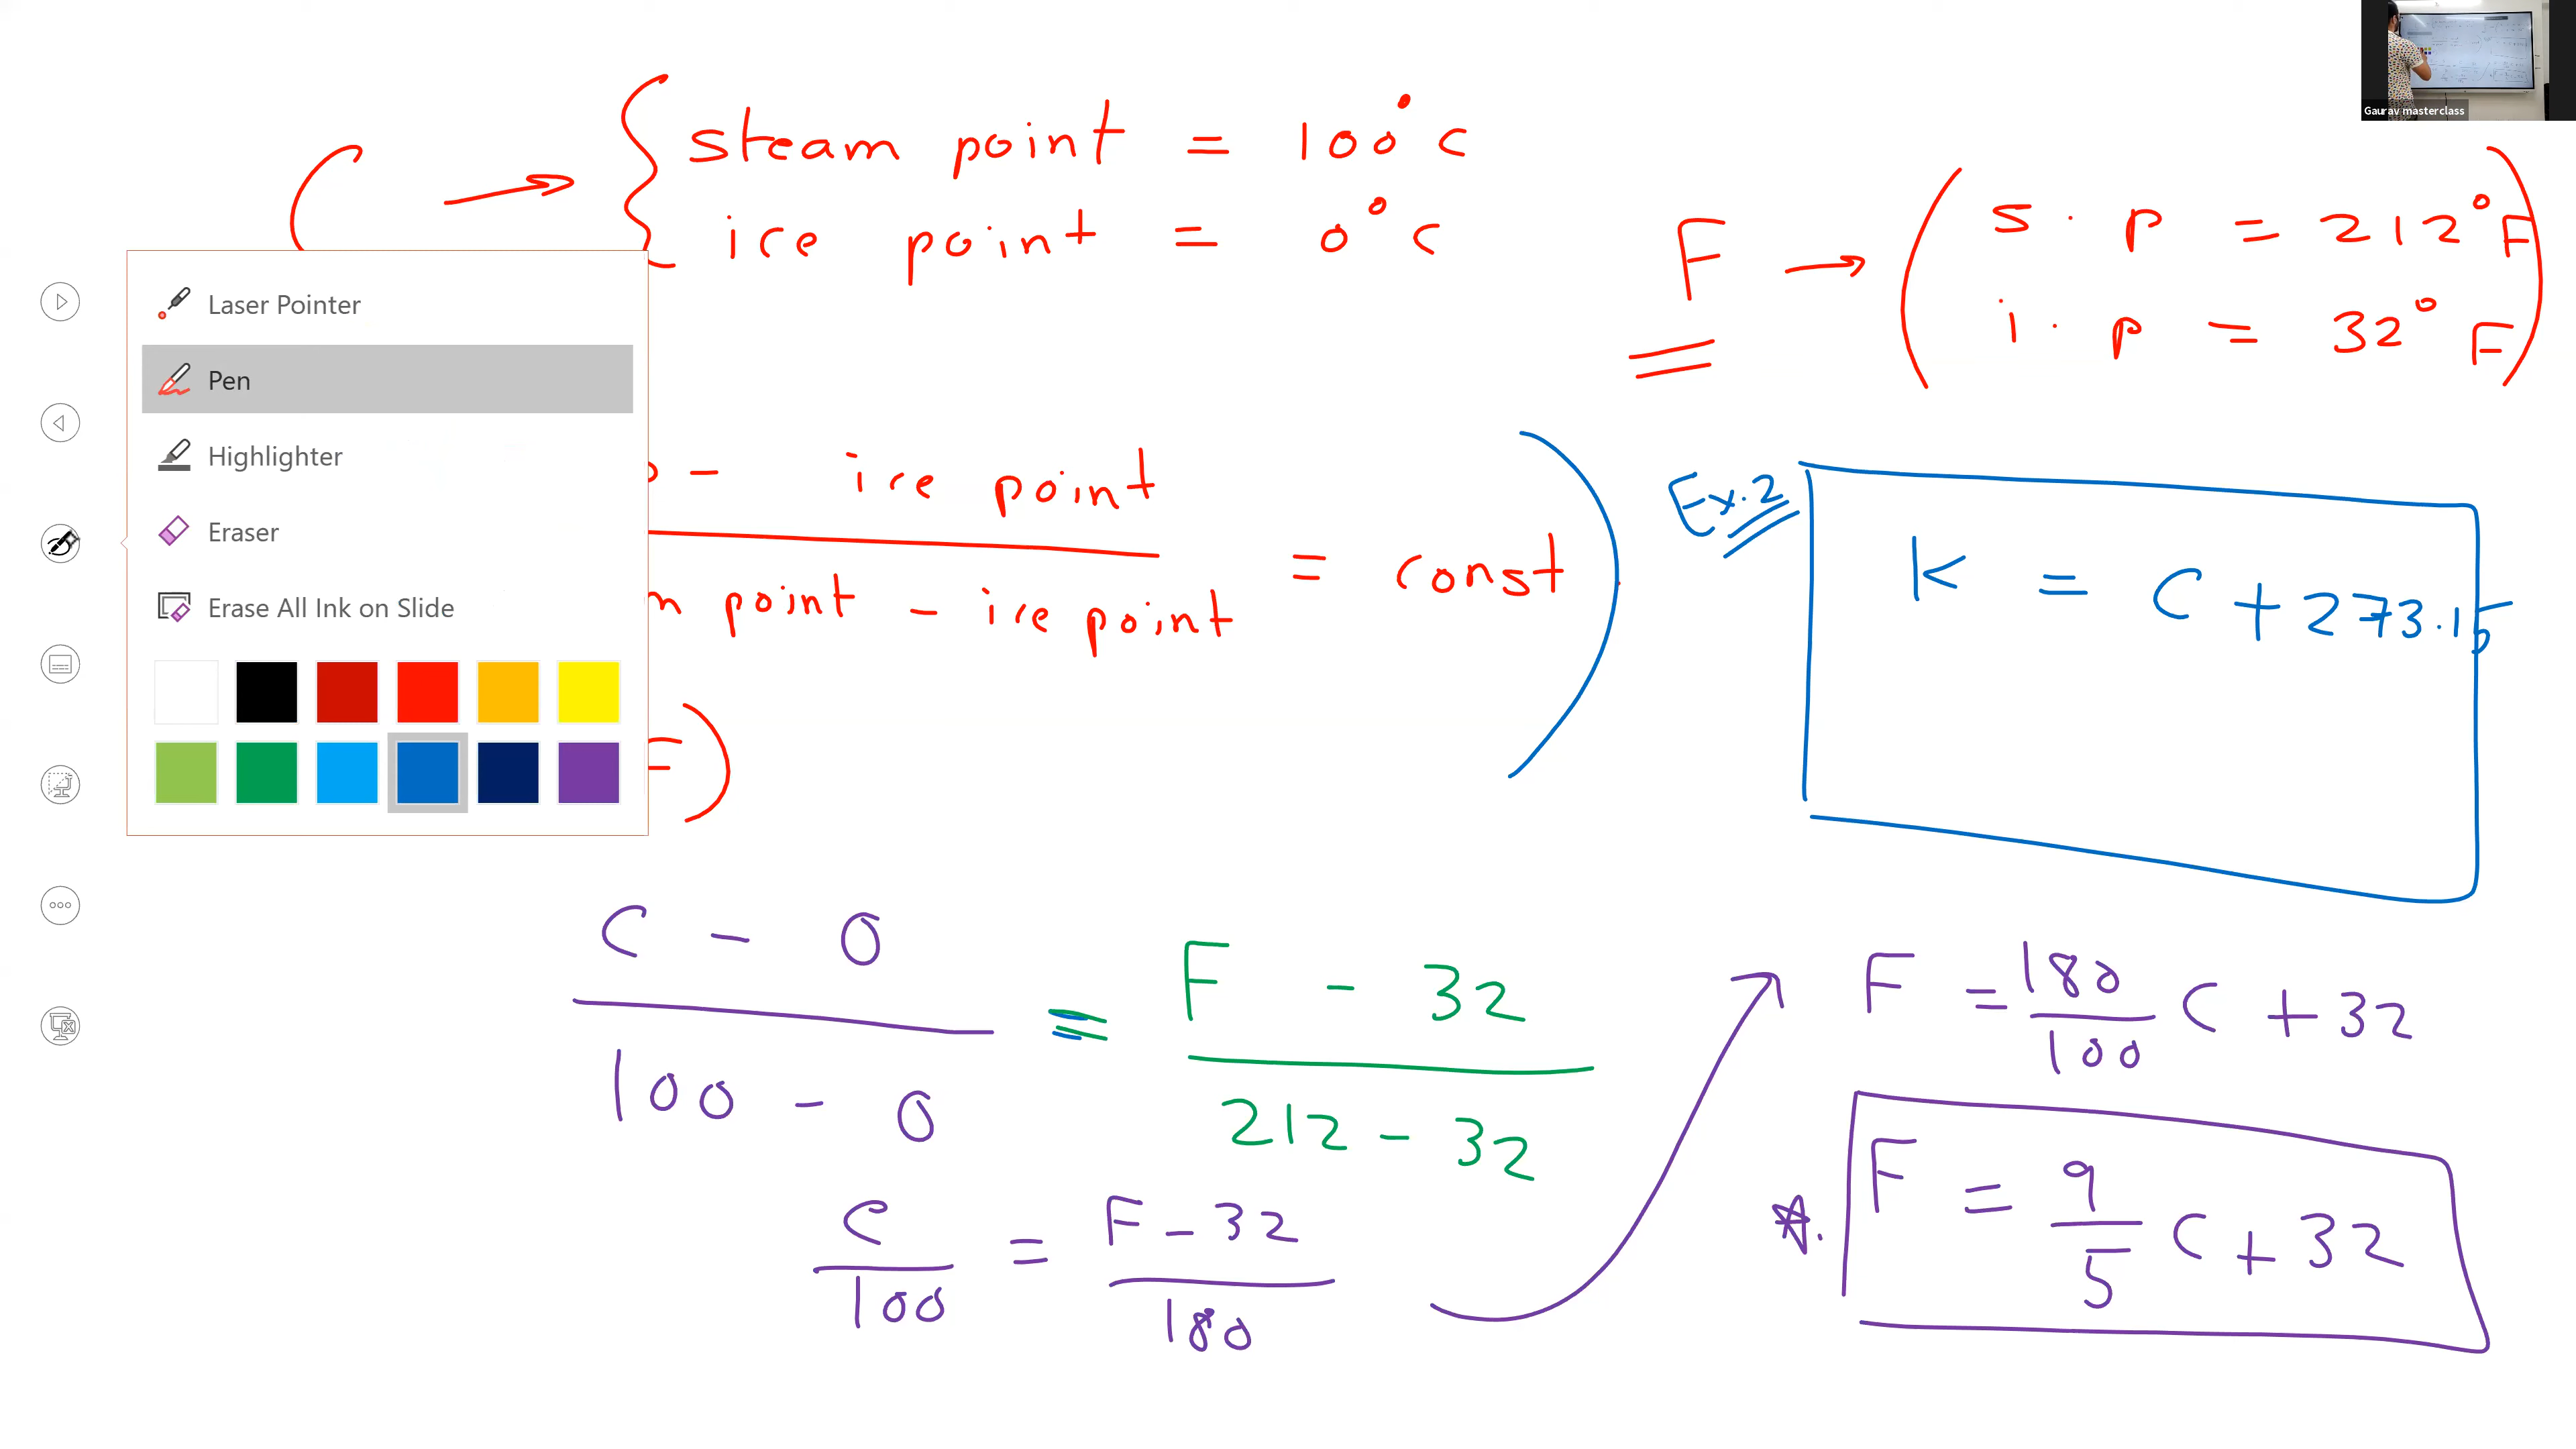 Gaurav masterclass
C → { steam point = 100° C
ice point = 0° C
F → ( s. p = 212° F
i. p = 32° F )
Laser Pointer
Pen
Highlighter
Eraser
Erase All Ink on Slide
- ice point
point - ice point
= const
Ex. 2
K = C + 273.15
C - 0 / 100 - 0 = F - 32 / 212 - 32
C / 100 = F - 32 / 180
F = 180 / 100 C + 32
F = 9 / 5 C + 32